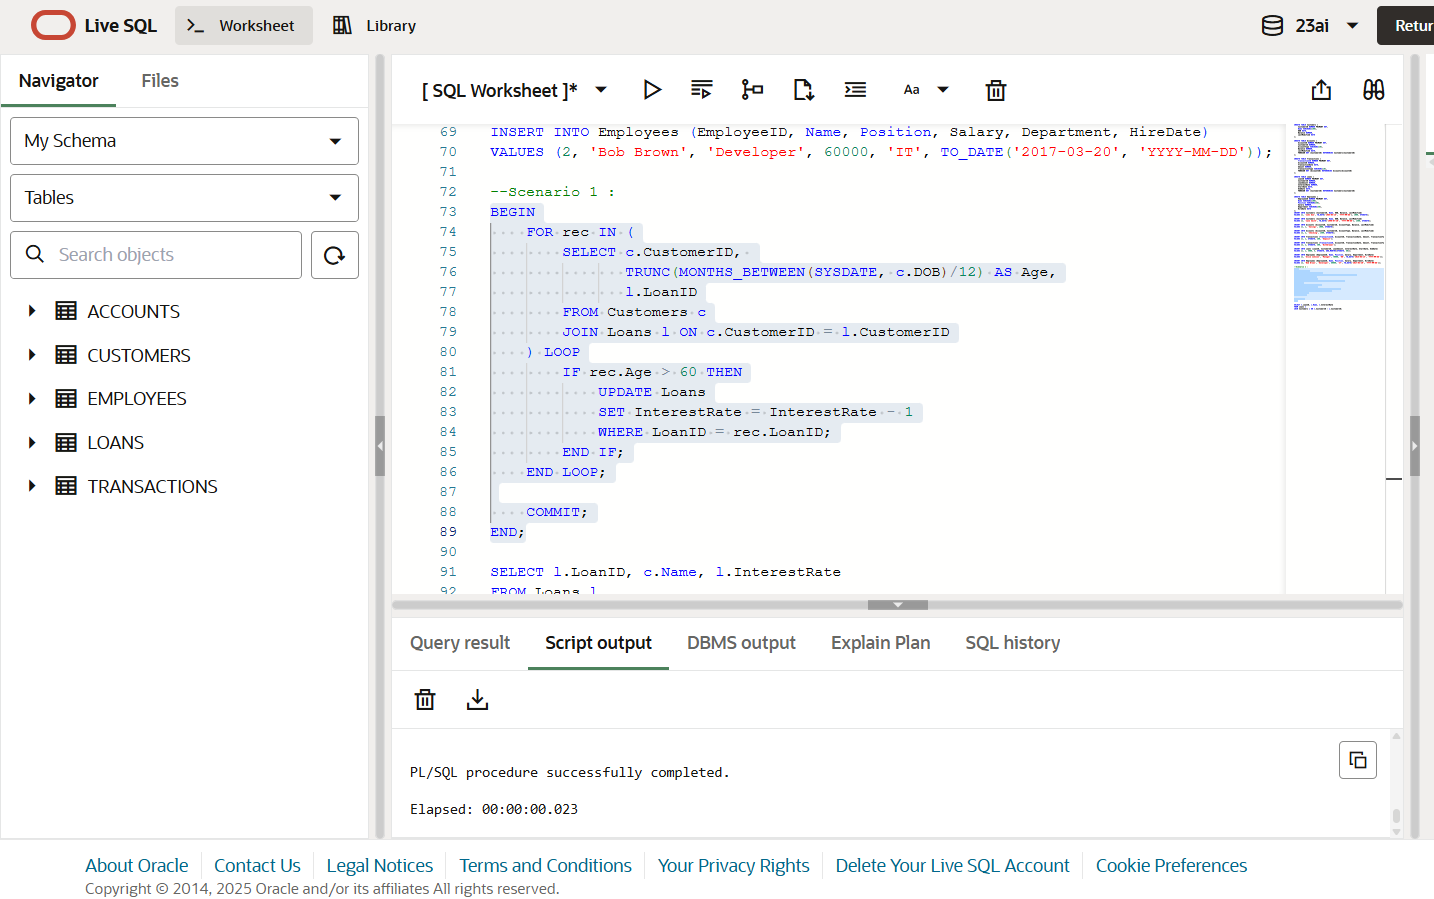 Live SQL
Worksheet
Library
23ai
Retur
Navigator
Files
My Schema
Tables
Search objects
ACCOUNTS
CUSTOMERS
EMPLOYEES
LOANS
TRANSACTIONS
[ SQL Worksheet ]*
Aa
69 INSERT INTO Employees (EmployeeID, Name, Position, Salary, Department, HireDate)
70 VALUES (2, 'Bob Brown', 'Developer', 60000, 'IT', TO_DATE('2017-03-20', 'YYYY-MM-DD'));
71
72 --Scenario 1 :
73 BEGIN
74 FOR rec IN (
75 SELECT c.CustomerID,
76 TRUNC(MONTHS_BETWEEN(SYSDATE, c.DOB)/12) AS Age,
77 l.LoanID
78 FROM Customers c
79 JOIN Loans l ON c.CustomerID = l.CustomerID
80 ) LOOP
81 IF rec.Age > 60 THEN
82 UPDATE Loans
83 SET InterestRate = InterestRate - 1
84 WHERE LoanID = rec.LoanID;
85 END IF;
86 END LOOP;
87
88 COMMIT;
89 END;
90
91 SELECT l.LoanID, c.Name, l.InterestRate
92 FROM Loans l
Query result
Script output
DBMS output
Explain Plan
SQL history
PL/SQL procedure successfully completed.
Elapsed: 00:00:00.023
About Oracle
Contact Us
Legal Notices
Terms and Conditions
Your Privacy Rights
Delete Your Live SQL Account
Cookie Preferences
Copyright © 2014, 2025 Oracle and/or its affiliates All rights reserved.